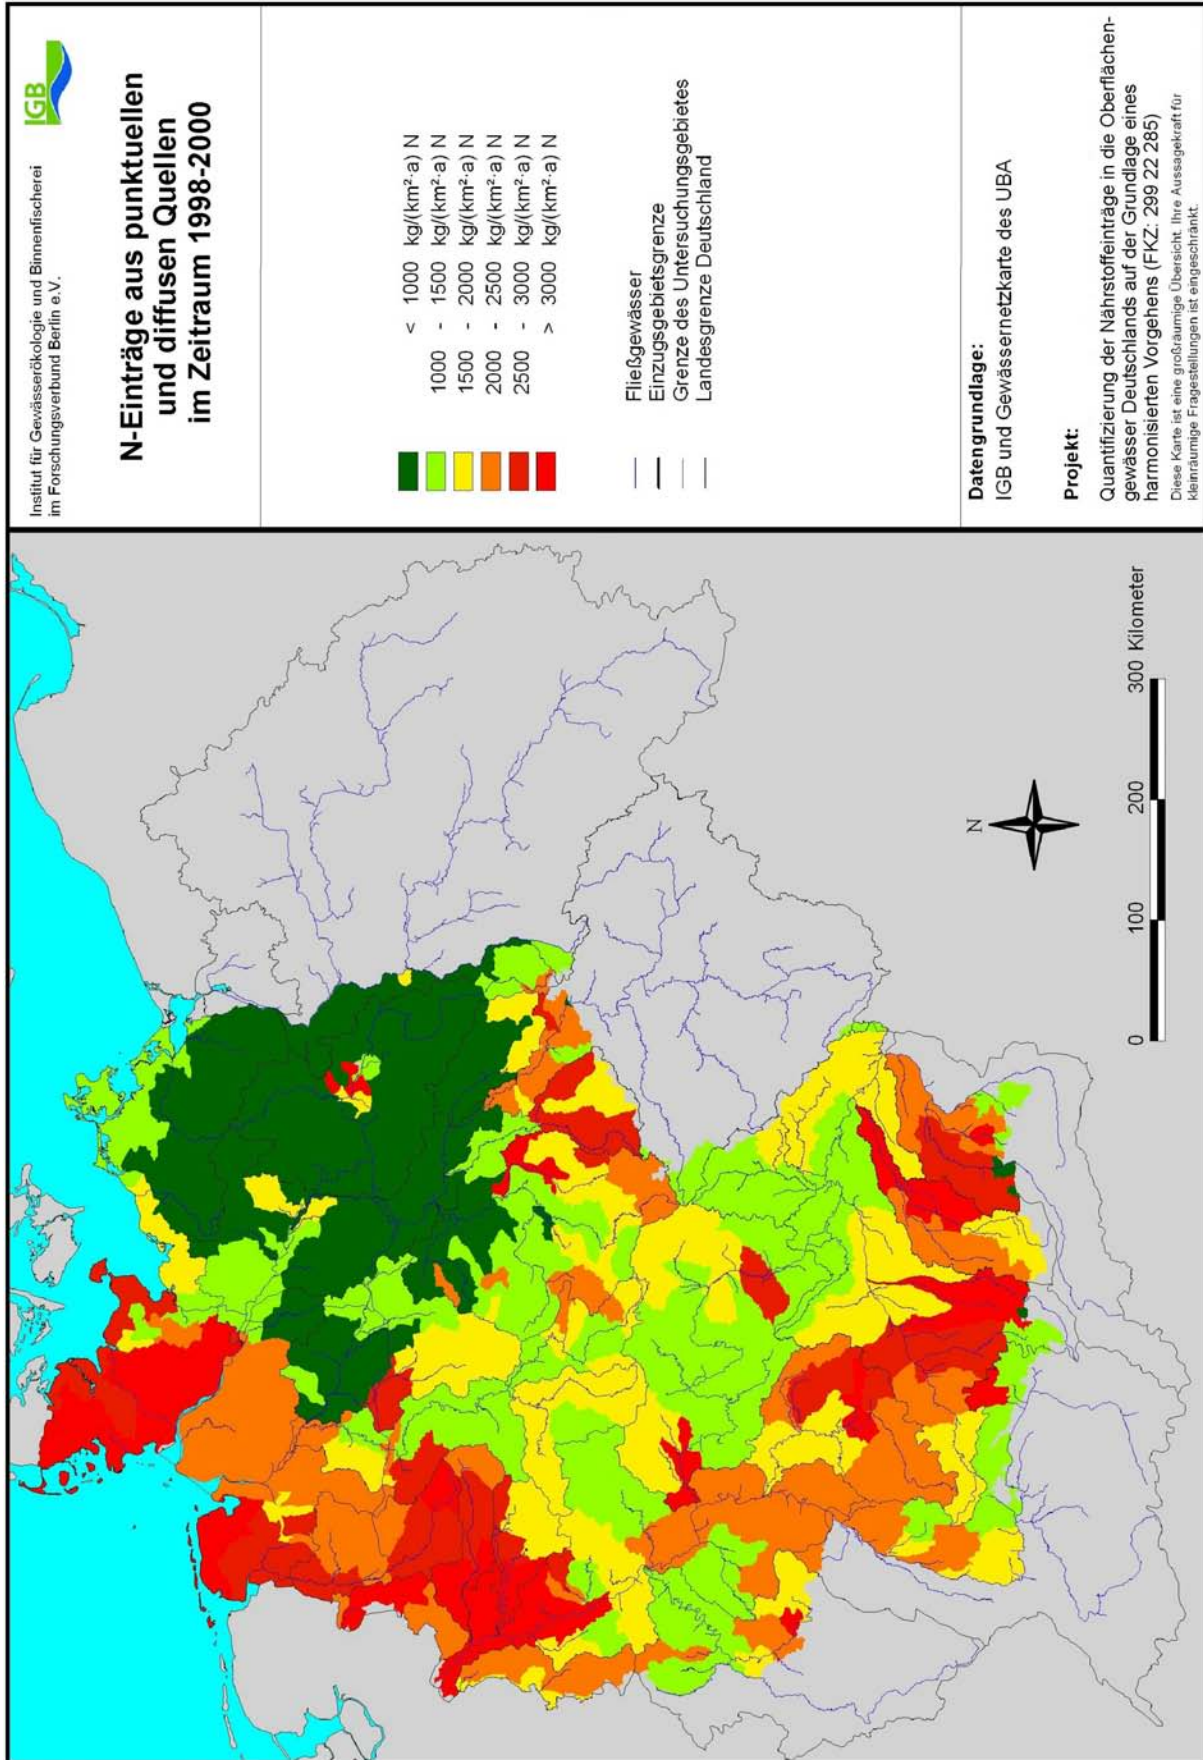 Institut für Gewässerökologie und Binnenfischerei
im Forschungsverbund Berlin e.V.
IGB
N-Einträge aus punktuellen
und diffusen Quellen
im Zeitraum 1998-2000
< 1000 kg/(km²·a) N
1000 - 1500 kg/(km²·a) N
1500 - 2000 kg/(km²·a) N
2000 - 2500 kg/(km²·a) N
2500 - 3000 kg/(km²·a) N
> 3000 kg/(km²·a) N
Fließgewässer
Einzugsgebietsgrenze
Grenze des Untersuchungsgebietes
Landesgrenze Deutschland
Datengrundlage:
IGB und Gewässernetzkarte des UBA
Projekt:
Quantifizierung der Nährstoffeinträge in die Oberflächen-
gewässer Deutschlands auf der Grundlage eines
harmonisierten Vorgehens (FKZ: 299 22 285)
Diese Karte ist eine großräumige Übersicht. Ihre Aussagekraft für
kleinräumige Fragestellungen ist eingeschränkt.
N
0 100 200 300 Kilometer